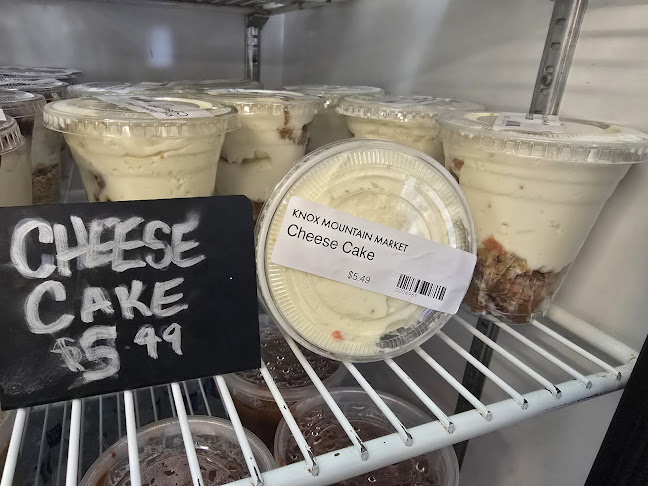 CHEESE
CAKE
$5.49
KNOX MOUNTAIN MARKET
Cheese Cake
$5.49